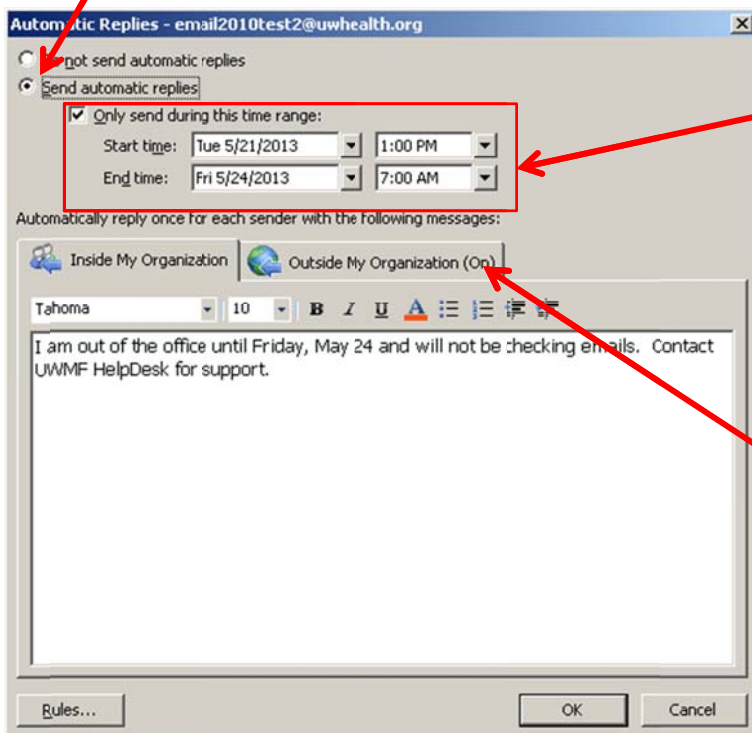 Automatic Replies - email2010test2@uwhealth.org
not send automatic replies
Send automatic replies
Only send during this time range:
Start time: Tue 5/21/2013 1:00 PM
End time: Fri 5/24/2013 7:00 AM
Automatically reply once for each sender with the following messages:
Inside My Organization Outside My Organization (On)
Tahoma 10 B I U A
I am out of the office until Friday, May 24 and will not be checking emails. Contact
UWMF HelpDesk for support.
Rules... OK Cancel